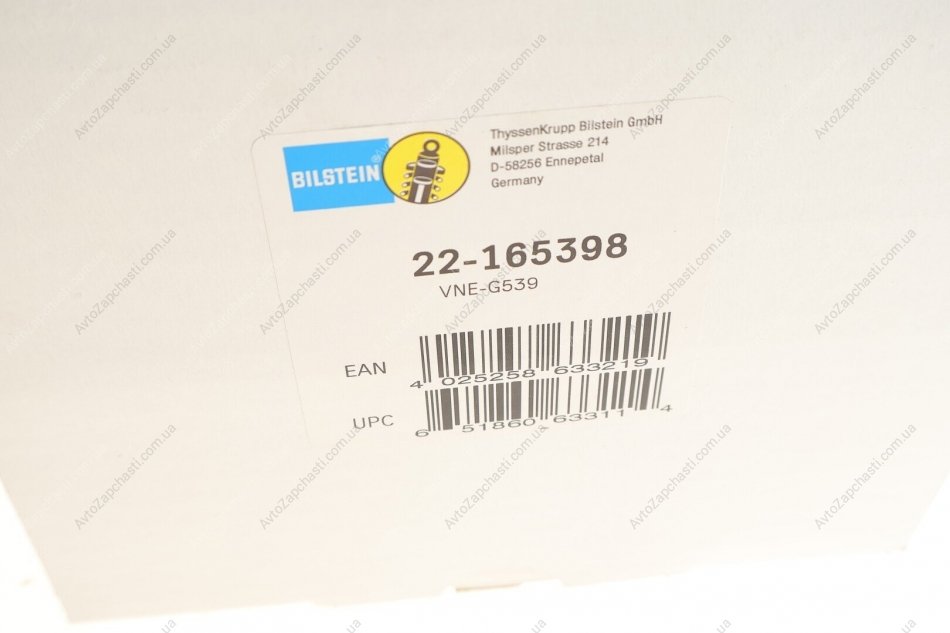 ThyssenKrupp Bilstein GmbH
Milsper Strasse 214
D-58256 Ennepetal
Germany
BILSTEIN®
22-165398
VNE-G539
EAN
4 025258 633219
UPC
6 51860 63311 4
AvtoZapchasti.com.ua